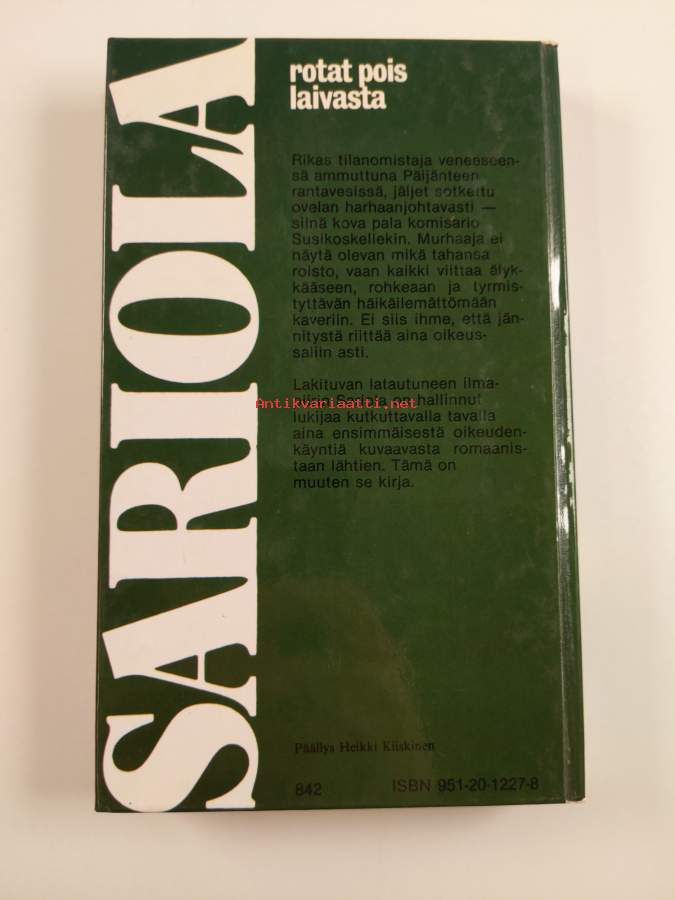 SARIOLA
rotat pois
laivasta
Rikas tilanomistaja veneeseen-
sä ammuttuna Päijänteen
rantavesissä, jäljet sotkettu
ovelan harhaanjohtavasti —
siinä kova pala komisario
Susikoskellekin. Murhaaja ei
näytä olevan mikä tahansa
roisto, vaan kaikki viittaa älyk-
kääseen, rohkeaan ja tyrmis-
tyttävän häikäilemättömään
kaveriin. Ei siis ihme, että jän-
nitystä riittää aina oikeus-
saliin asti.
Lakituvan latautuneen ilma-
piirin Sariola on hallinnut
Antikvariaatti.net
lukijaa kutkuttavalla tavalla
aina ensimmäisestä oikeuden-
käyntiä kuvaavasta romaanis-
taan lähtien. Tämä on
muuten se kirja.
Päällys Heikki Kiiskinen
842 ISBN 951-20-1227-8